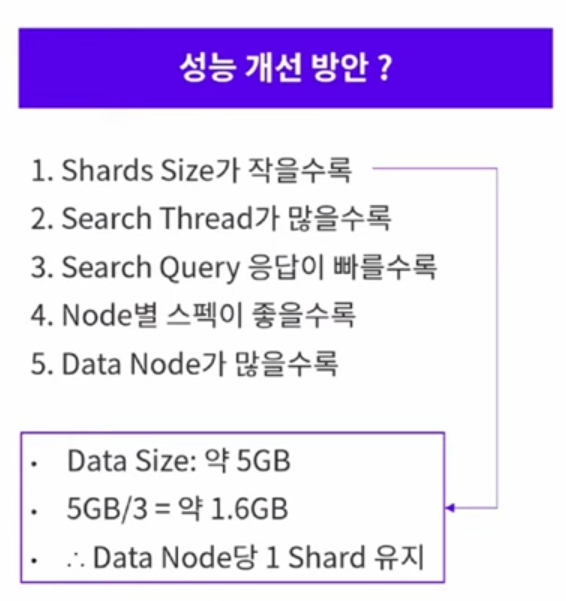 성능 개선 방안 ?
1. Shards Size가 작을수록
2. Search Thread가 많을수록
3. Search Query 응답이 빠를수록
4. Node별 스펙이 좋을수록
5. Data Node가 많을수록
• Data Size: 약 5GB
• 5GB/3 = 약 1.6GB
• ∴ Data Node당 1 Shard 유지